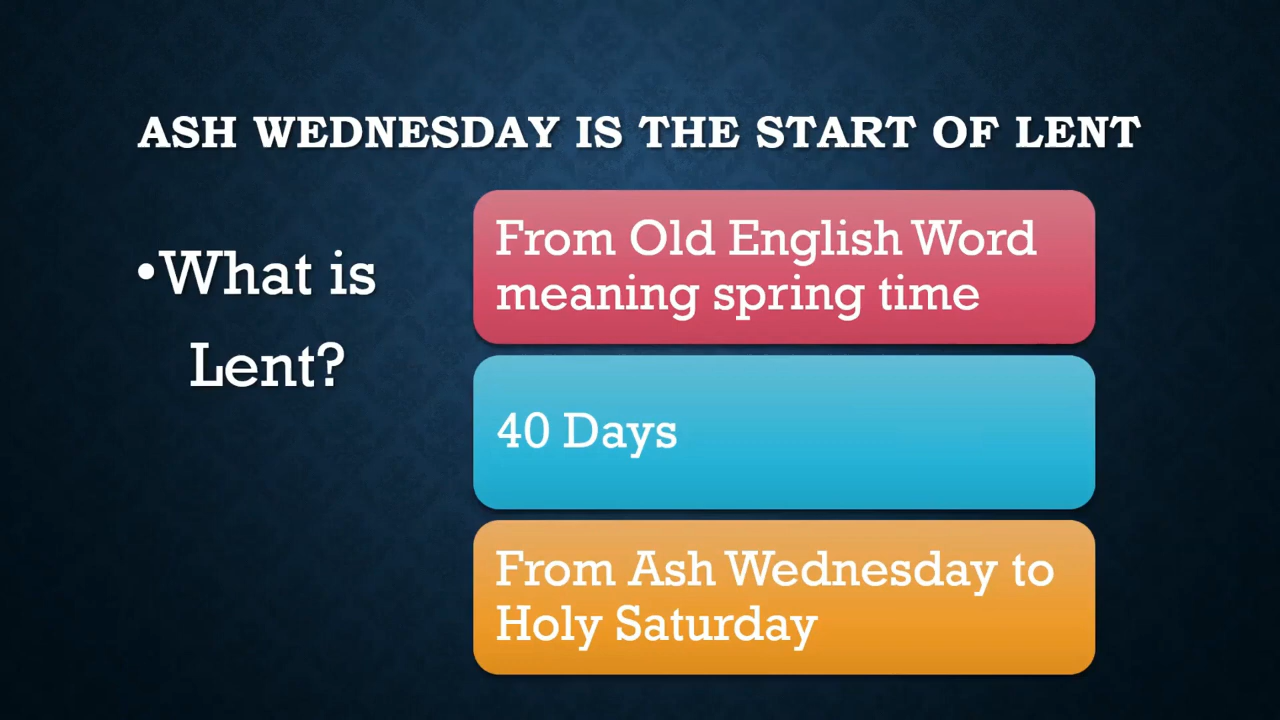 ASH WEDNESDAY IS THE START OF LENT
•What is
Lent?
From Old English Word
meaning spring time
40 Days
From Ash Wednesday to
Holy Saturday